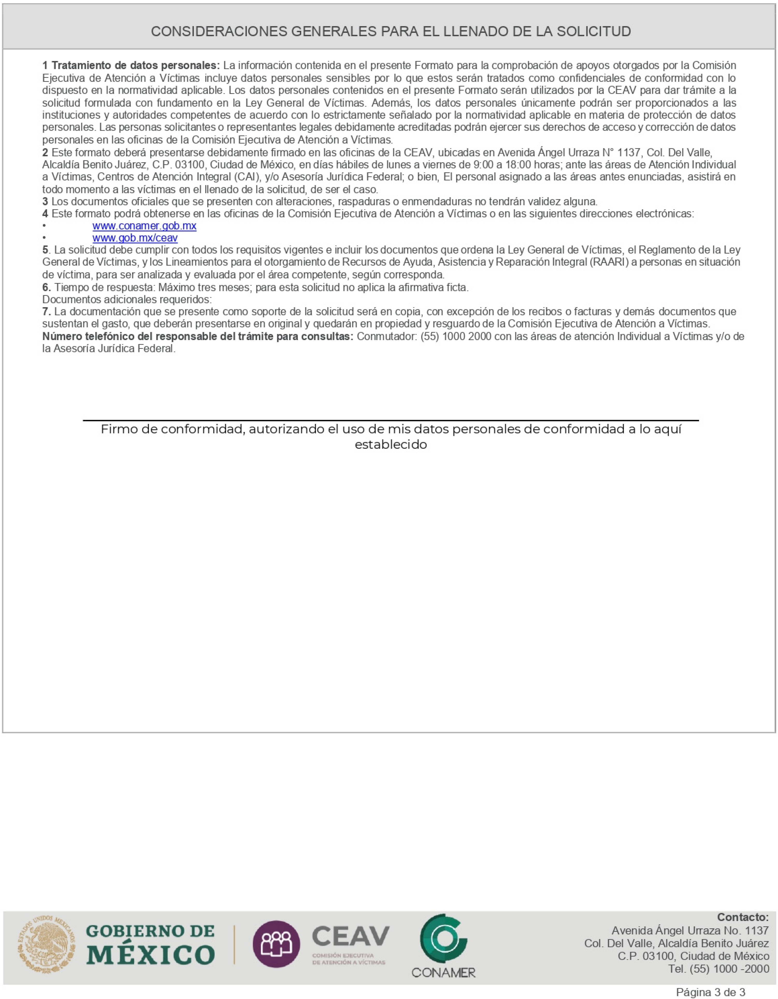 CONSIDERACIONES GENERALES PARA EL LLENADO DE LA SOLICITUD
1 Tratamiento de datos personales: La información contenida en el presente Formato para la comprobación de apoyos otorgados por la Comisión
Ejecutiva de Atención a Víctimas incluye datos personales sensibles por lo que estos serán tratados como confidenciales de conformidad con lo
dispuesto en la normatividad aplicable. Los datos personales contenidos en el presente Formato serán utilizados por la CEAV para dar trámite a la
solicitud formulada con fundamento en la Ley General de Víctimas. Además, los datos personales únicamente podrán ser proporcionados a las
instituciones y autoridades competentes de acuerdo con lo estrictamente señalado por la normatividad aplicable en materia de protección de datos
personales. Las personas solicitantes o representantes legales debidamente acreditadas podrán ejercer sus derechos de acceso y corrección de datos
personales en las oficinas de la Comisión Ejecutiva de Atención a Víctimas.
2 Este formato deberá presentarse debidamente firmado en las oficinas de la CEAV, ubicadas en Avenida Ángel Urraza N° 1137, Col. Del Valle,
Alcaldía Benito Juárez, C.P. 03100, Ciudad de México, en días hábiles de lunes a viernes de 9:00 a 18:00 horas; ante las áreas de Atención Individual
a Víctimas, Centros de Atención Integral (CAI), y/o Asesoría Jurídica Federal; o bien, El personal asignado a las áreas antes enunciadas, asistirá en
todo momento a las víctimas en el llenado de la solicitud, de ser el caso.
3 Los documentos oficiales que se presenten con alteraciones, raspaduras o enmendaduras no tendrán validez alguna.
4 Este formato podrá obtenerse en las oficinas de la Comisión Ejecutiva de Atención a Víctimas o en las siguientes direcciones electrónicas:
• www.conamer.gob.mx
• www.gob.mx/ceav
5. La solicitud debe cumplir con todos los requisitos vigentes e incluir los documentos que ordena la Ley General de Víctimas, el Reglamento de la Ley
General de Víctimas, y los Lineamientos para el otorgamiento de Recursos de Ayuda, Asistencia y Reparación Integral (RAARI) a personas en situación
de víctima, para ser analizada y evaluada por el área competente, según corresponda.
6. Tiempo de respuesta: Máximo tres meses; para esta solicitud no aplica la afirmativa ficta.
Documentos adicionales requeridos:
7. La documentación que se presente como soporte de la solicitud será en copia, con excepción de los recibos o facturas y demás documentos que
sustentan el gasto, que deberán presentarse en original y quedarán en propiedad y resguardo de la Comisión Ejecutiva de Atención a Víctimas.
Número telefónico del responsable del trámite para consultas: Conmutador: (55) 1000 2000 con las áreas de atención Individual a Víctimas y/o de
la Asesoría Jurídica Federal.
Firmo de conformidad, autorizando el uso de mis datos personales de conformidad a lo aquí
establecido
ESTADOS UNIDOS MEXICANOS
GOBIERNO DE
MÉXICO
CEAV
COMISIÓN EJECUTIVA
DE ATENCIÓN A VÍCTIMAS
CONAMER
Contacto:
Avenida Ángel Urraza No. 1137
Col. Del Valle, Alcaldía Benito Juárez
C.P. 03100, Ciudad de México
Tel. (55) 1000 -2000
Página 3 de 3